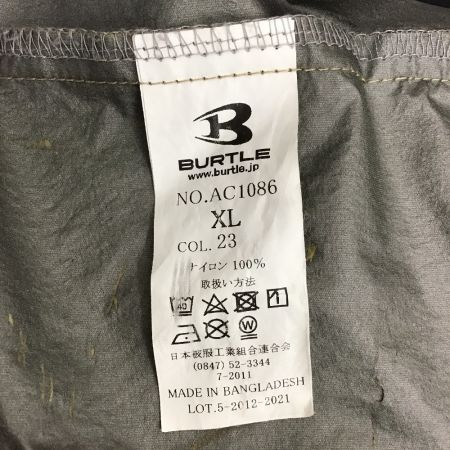 B
BURTLE
www.burtle.jp
NO.AC1086
XL
COL. 23
ナイロン 100%
取扱い方法
40
日本被服工業組合連合会
(0847) 52-3344
7-2011
MADE IN BANGLADESH
LOT.5-2012-2021